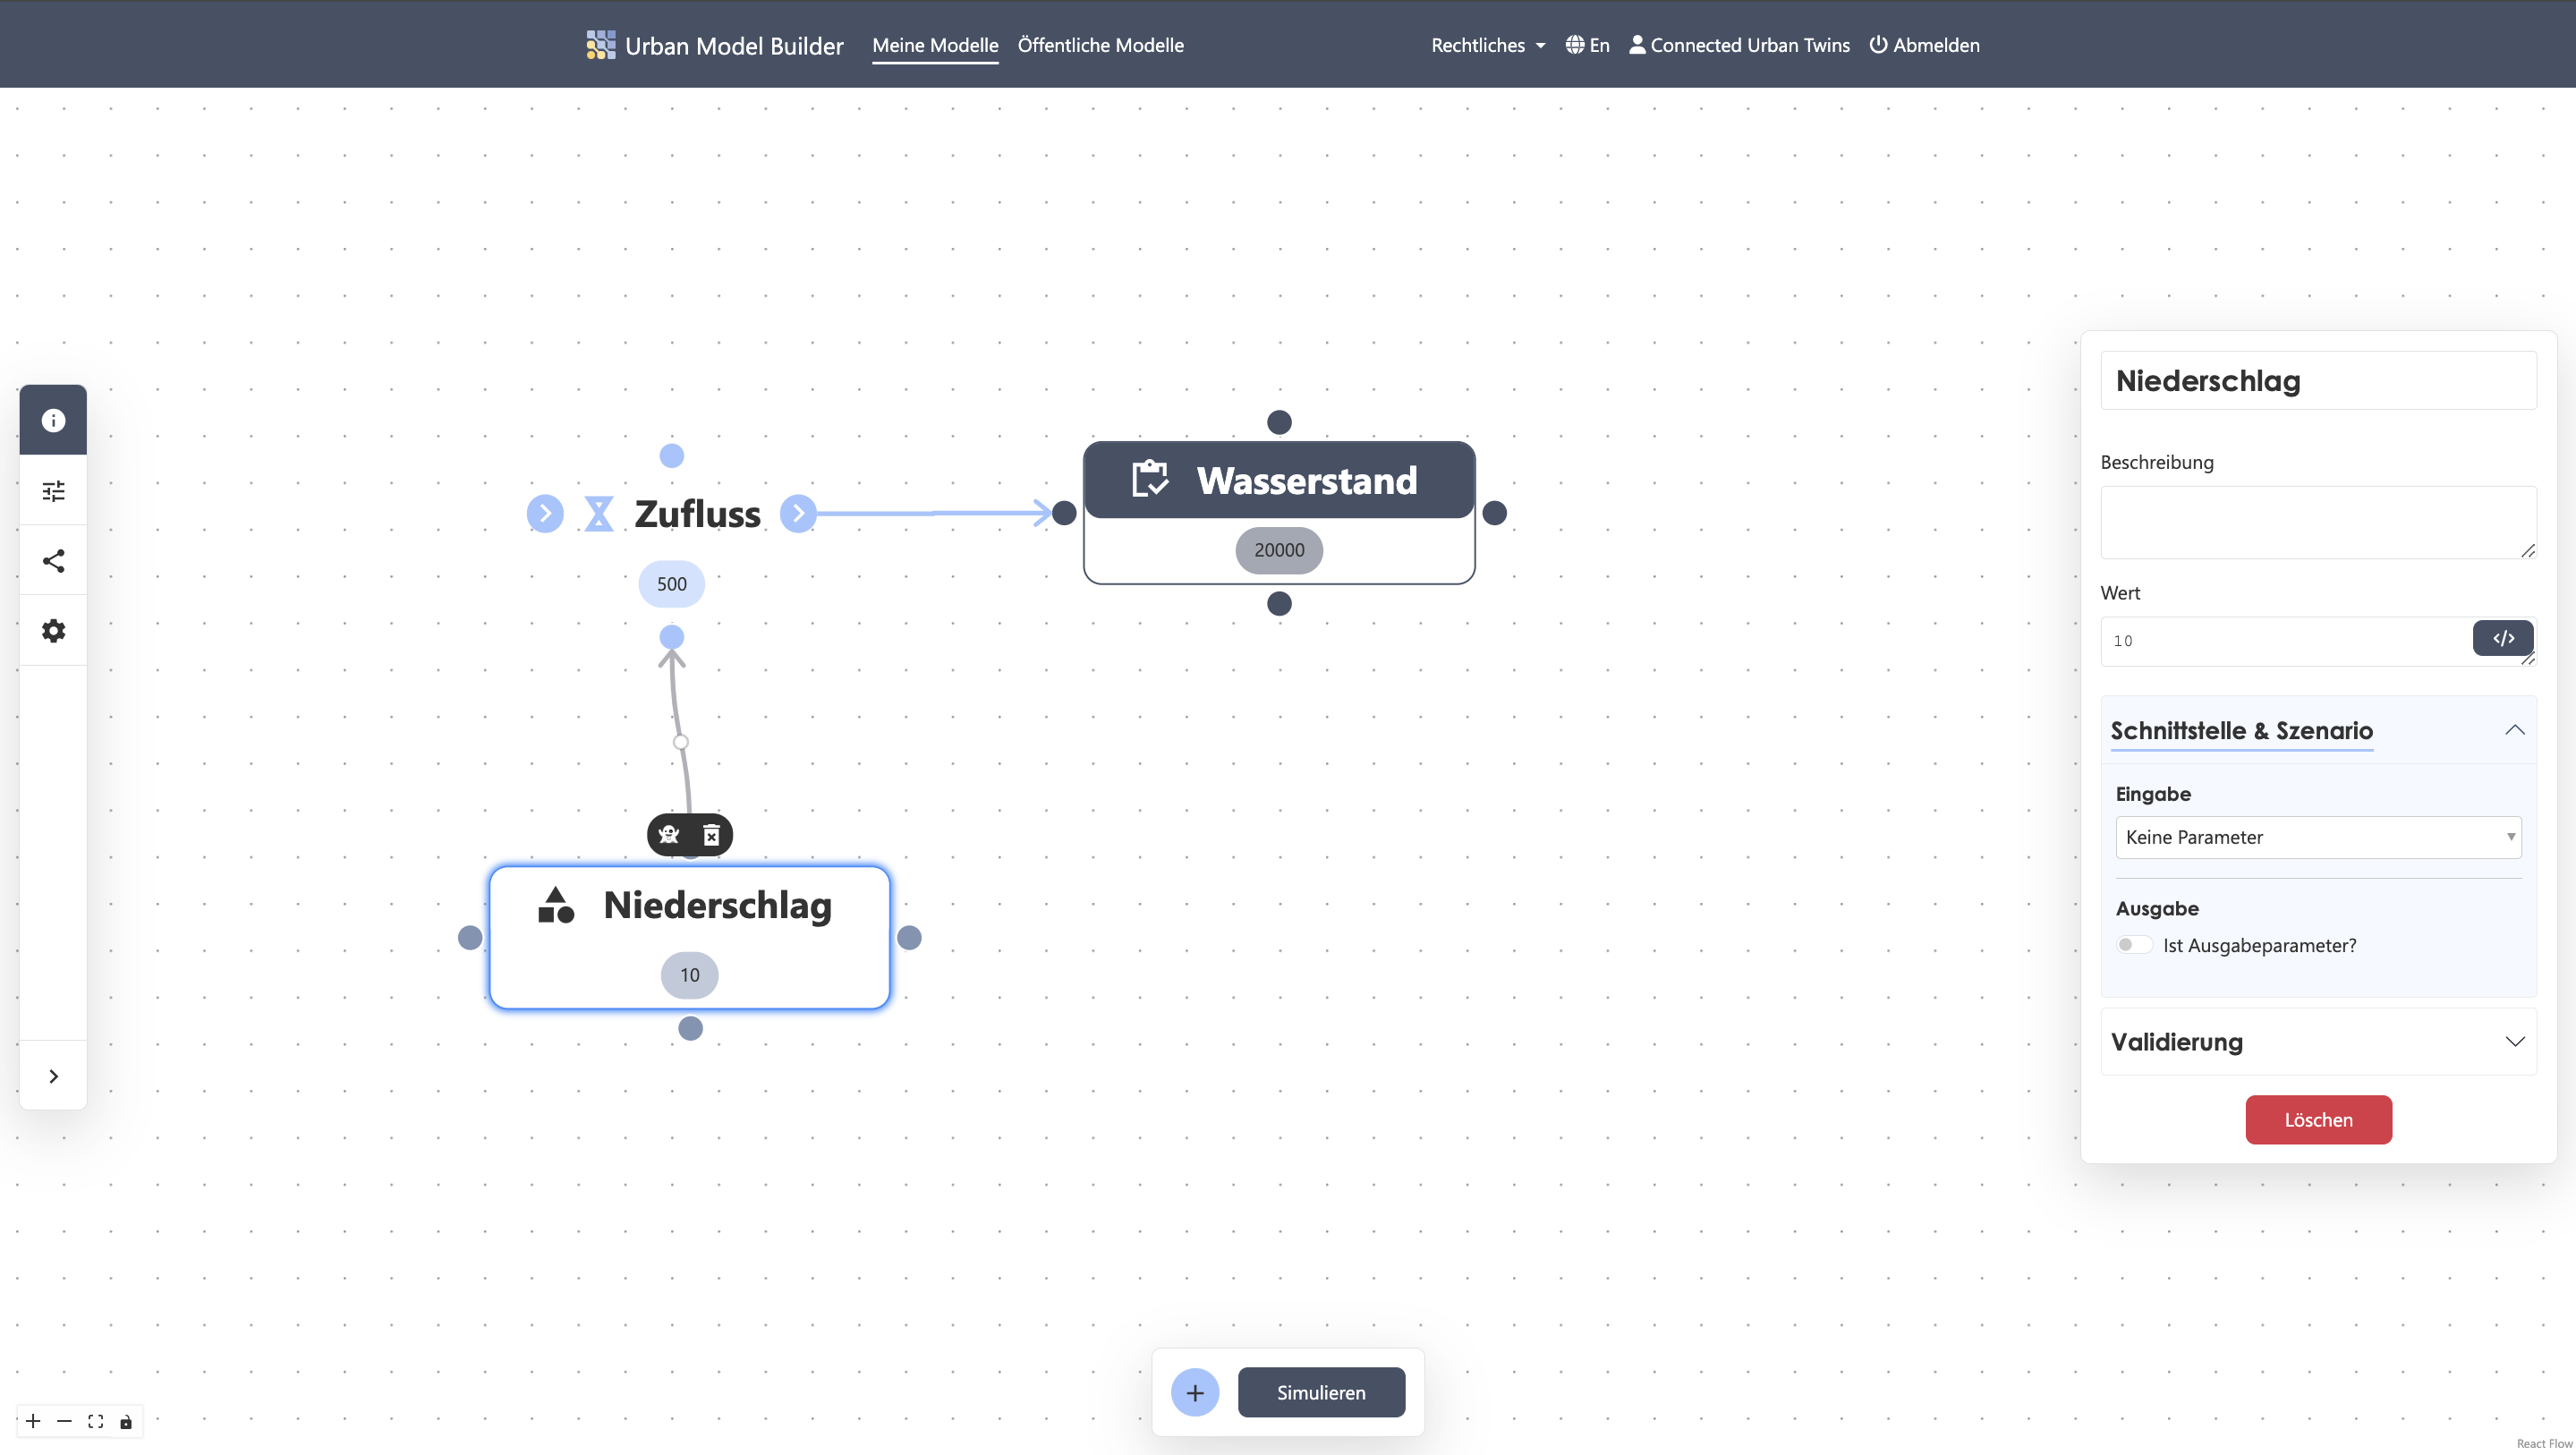 Urban Model Builder
Meine Modelle
Öffentliche Modelle
Rechtliches
En
Connected Urban Twins
Abmelden
Zufluss
500
Wasserstand
20000
Niederschlag
10
Niederschlag
Beschreibung
Wert
10
</>
Schnittstelle & Szenario
Eingabe
Keine Parameter
Ausgabe
Ist Ausgabeparameter?
Validierung
Löschen
Simulieren
React Flow